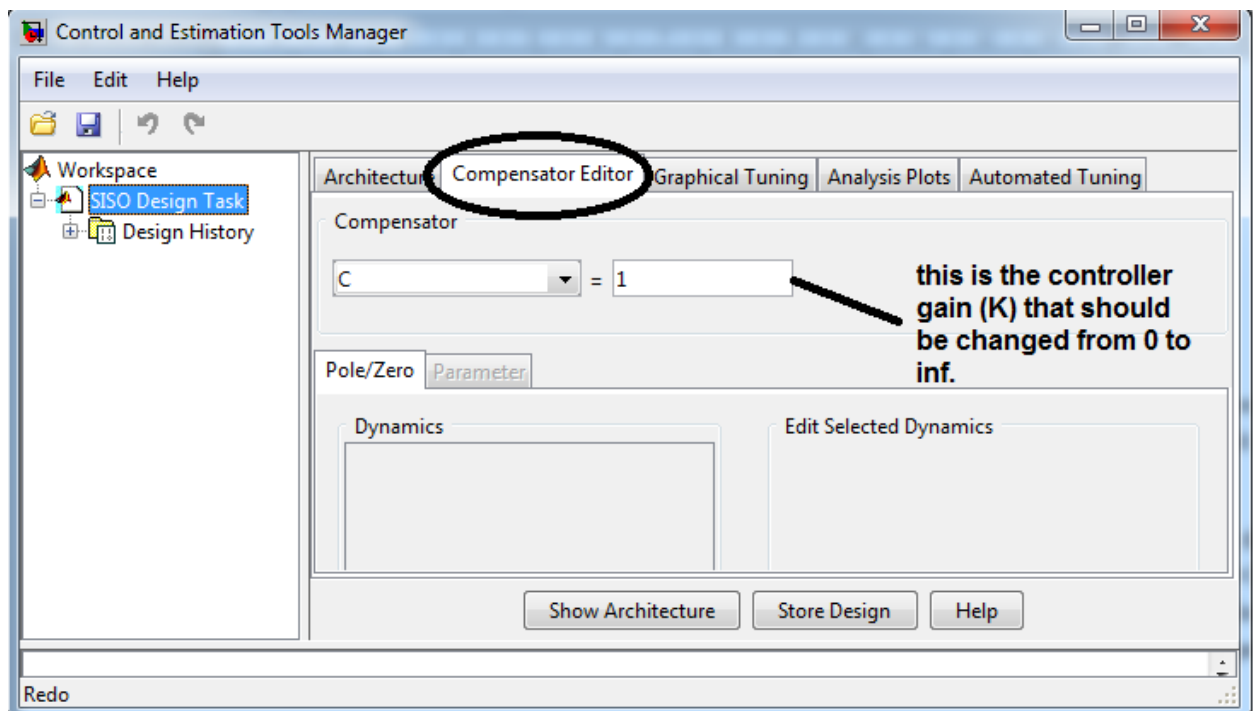 Control and Estimation Tools Manager
File Edit Help
Workspace
SISO Design Task
Design History
Architecture Compensator Editor Graphical Tuning Analysis Plots Automated Tuning
Compensator
C = 1
this is the controller
gain (K) that should
be changed from 0 to
inf.
Pole/Zero Parameter
Dynamics
Edit Selected Dynamics
Show Architecture Store Design Help
Redo